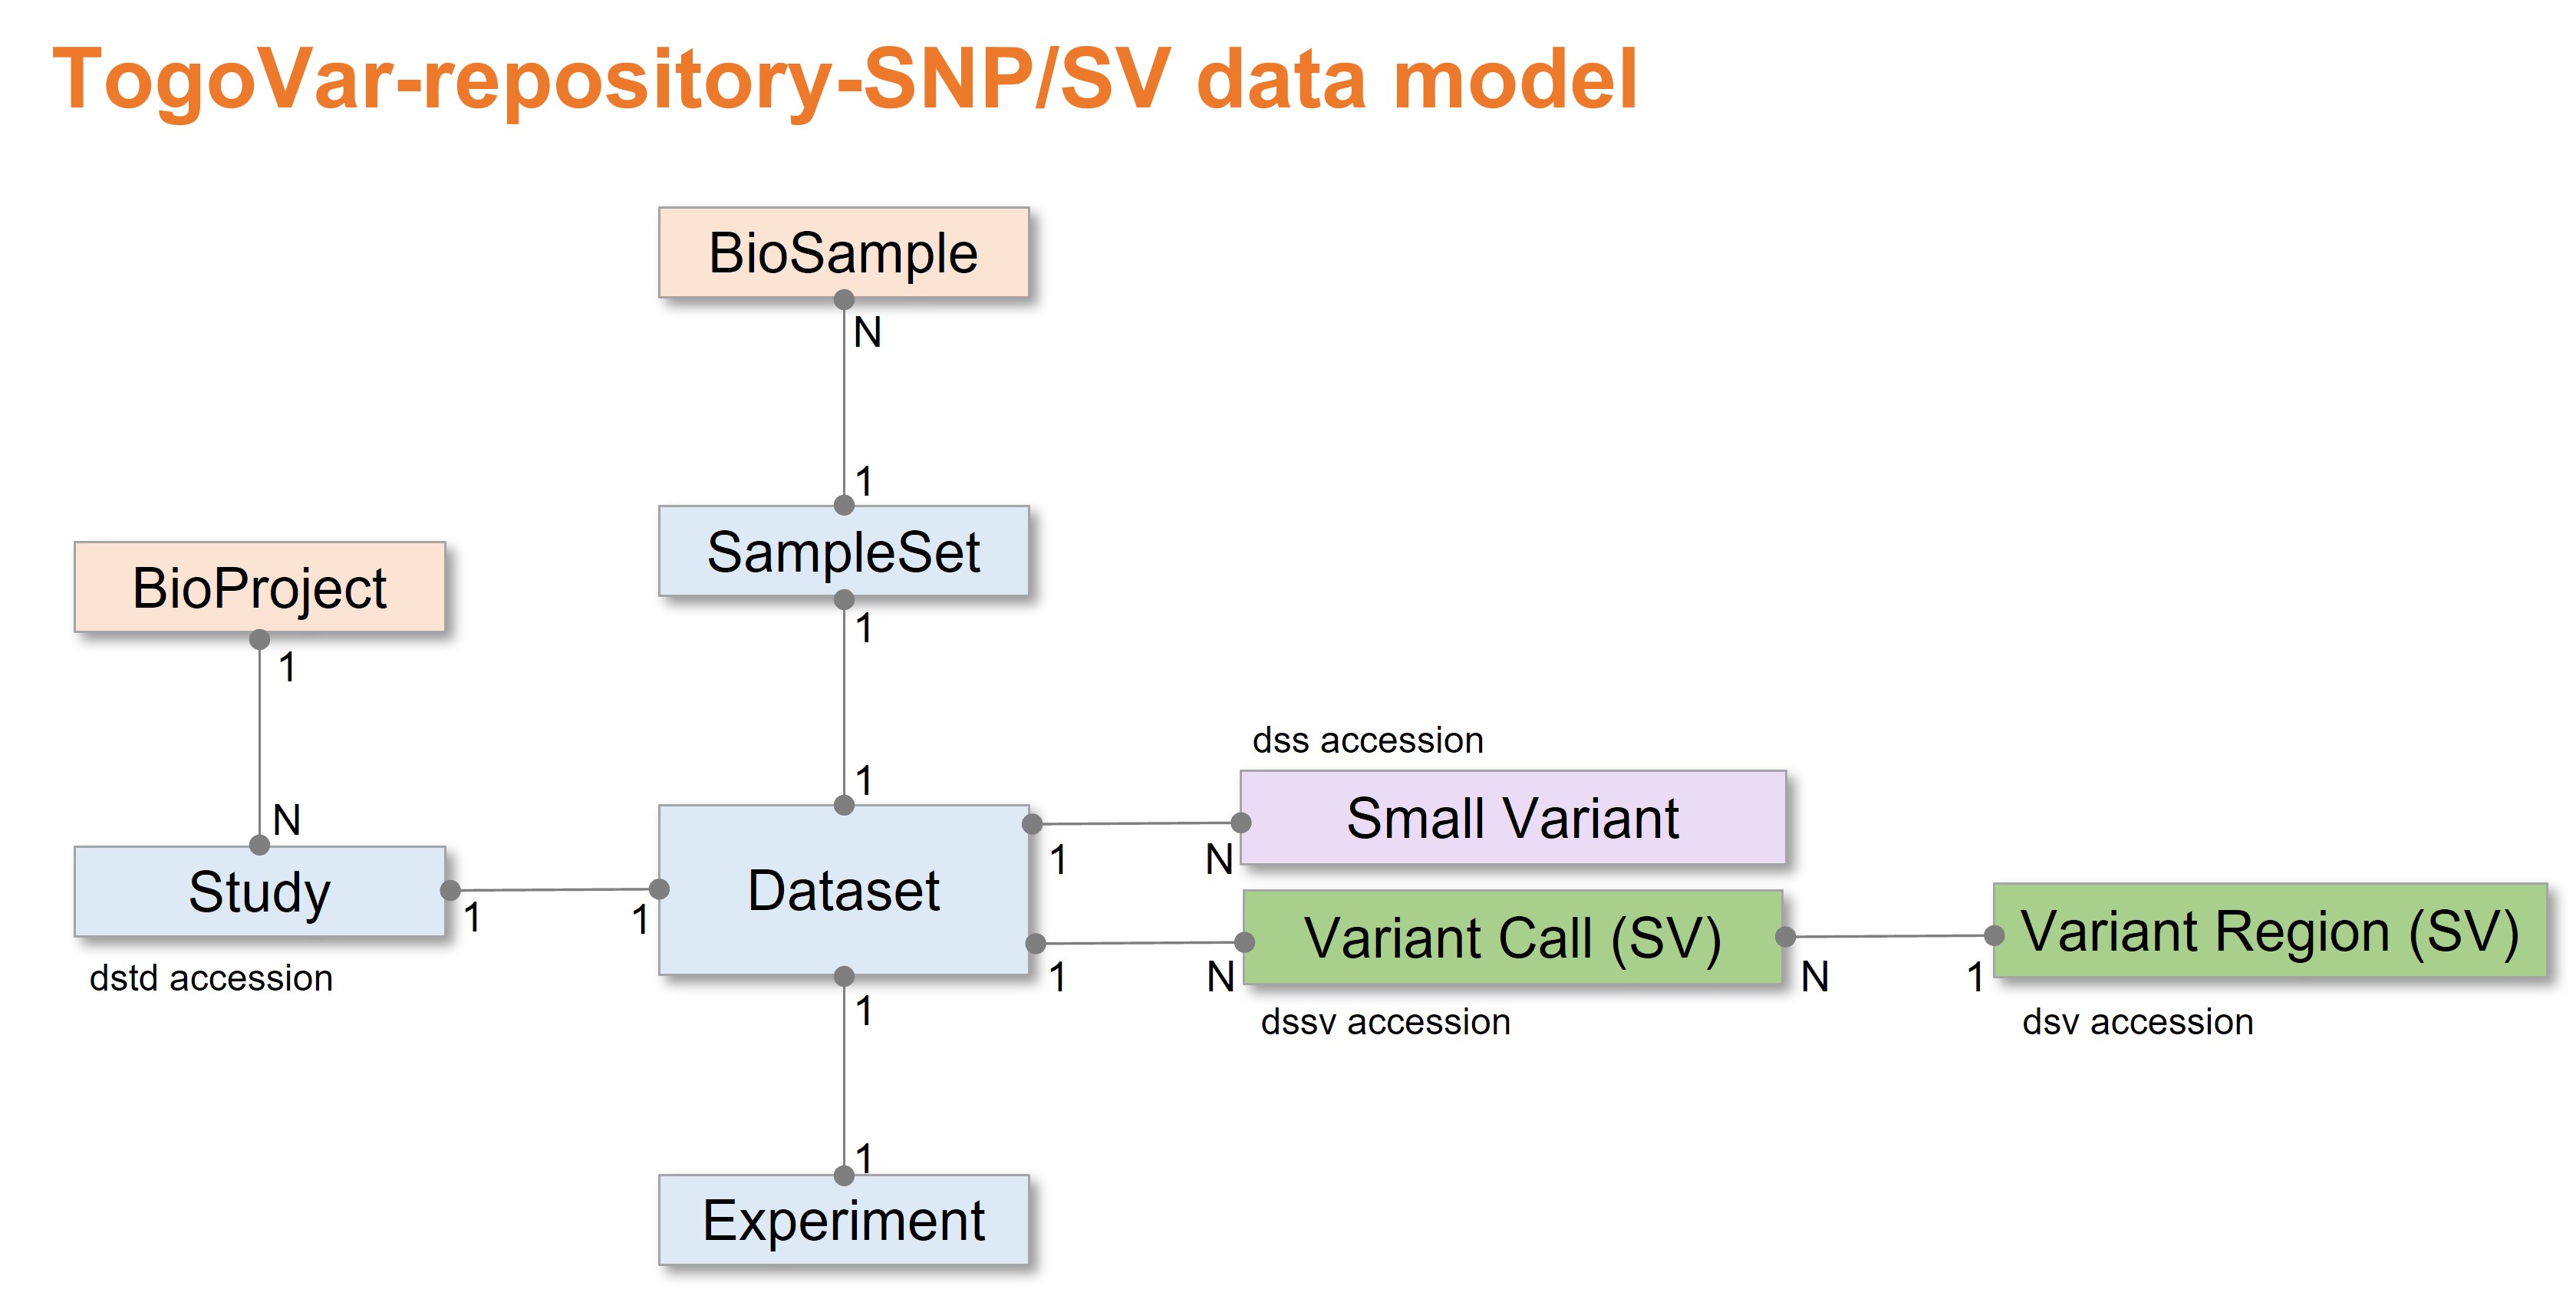 TogoVar-repository-SNP/SV data model
BioSample
N
1
SampleSet
1
1
BioProject
1
N
Study
1
1
dstd accession
Dataset
1
N
1
N
dss accession
Small Variant
Variant Call (SV)
dssv accession
N
1
Variant Region (SV)
dsv accession
1
1
Experiment